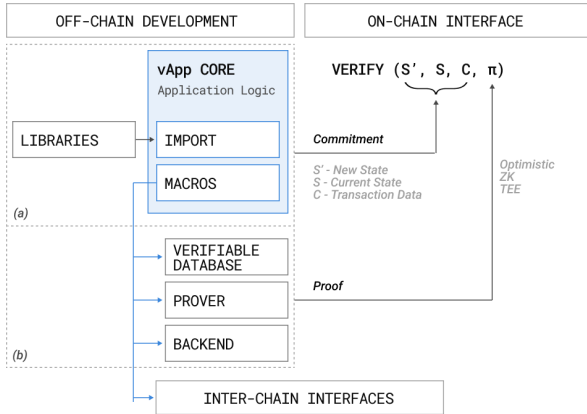 OFF-CHAIN DEVELOPMENT
ON-CHAIN INTERFACE
vApp CORE
Application Logic
LIBRARIES
IMPORT
MACROS
(a)
VERIFY (S′, S, C, π)
Commitment
S′ - New State
S - Current State
C - Transaction Data
Optimistic
ZK
TEE
VERIFIABLE
DATABASE
PROVER
BACKEND
(b)
Proof
INTER-CHAIN INTERFACES